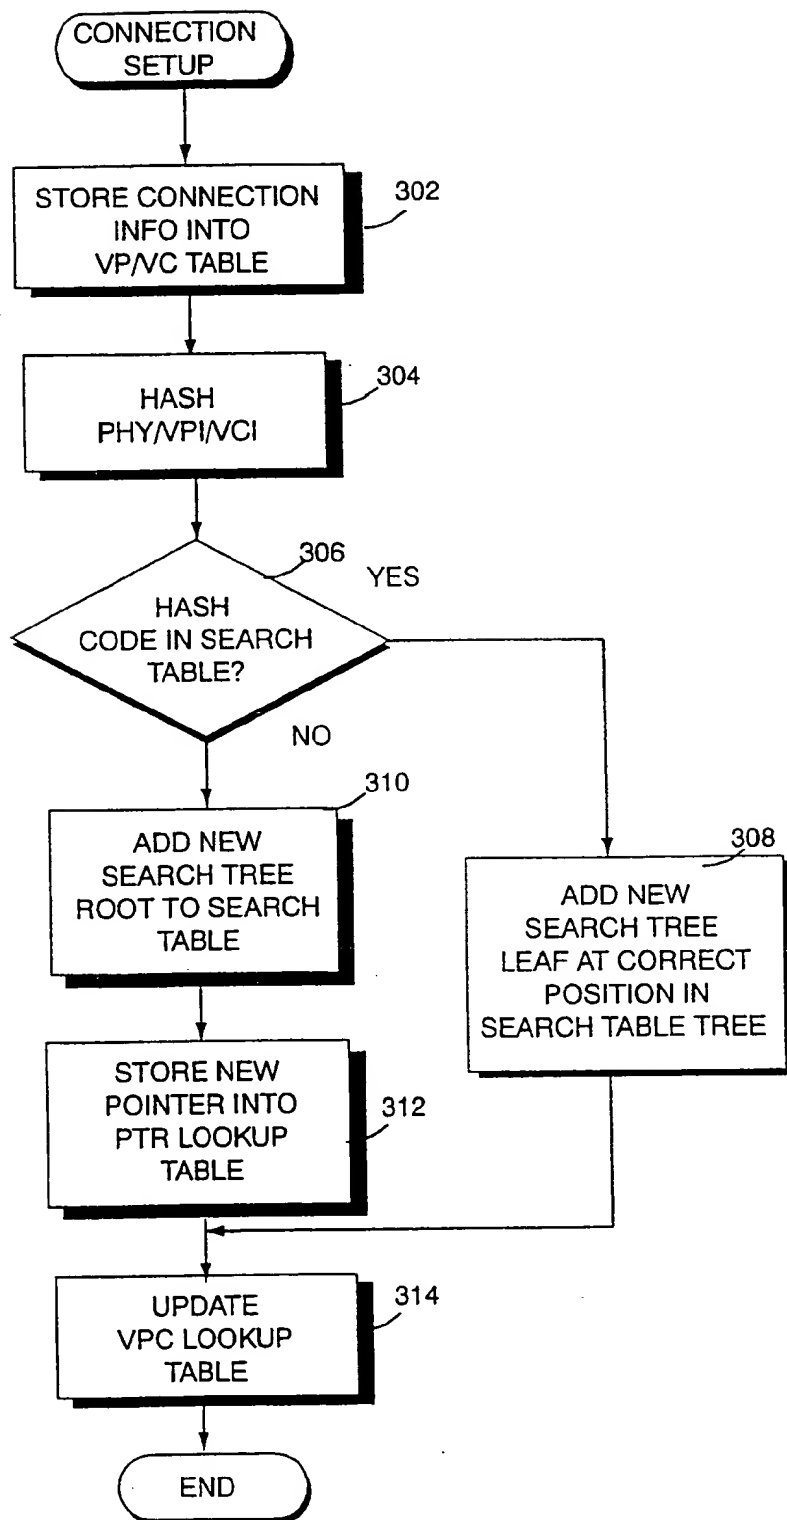 CONNECTION
SETUP
STORE CONNECTION
INFO INTO
VP/VC TABLE
302
HASH
PHY/VPI/VCI
304
306
YES
HASH
CODE IN SEARCH
TABLE?
NO
310
ADD NEW
SEARCH TREE
ROOT TO SEARCH
TABLE
308
ADD NEW
SEARCH TREE
LEAF AT CORRECT
POSITION IN
SEARCH TABLE TREE
STORE NEW
POINTER INTO
PTR LOOKUP
TABLE
312
UPDATE
VPC LOOKUP
TABLE
314
END